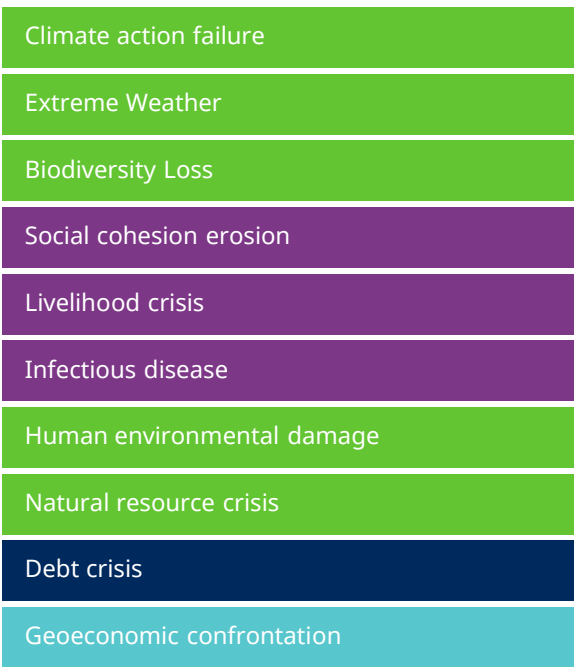 Climate action failure
Extreme Weather
Biodiversity Loss
Social cohesion erosion
Livelihood crisis
Infectious disease
Human environmental damage
Natural resource crisis
Debt crisis
Geoeconomic confrontation